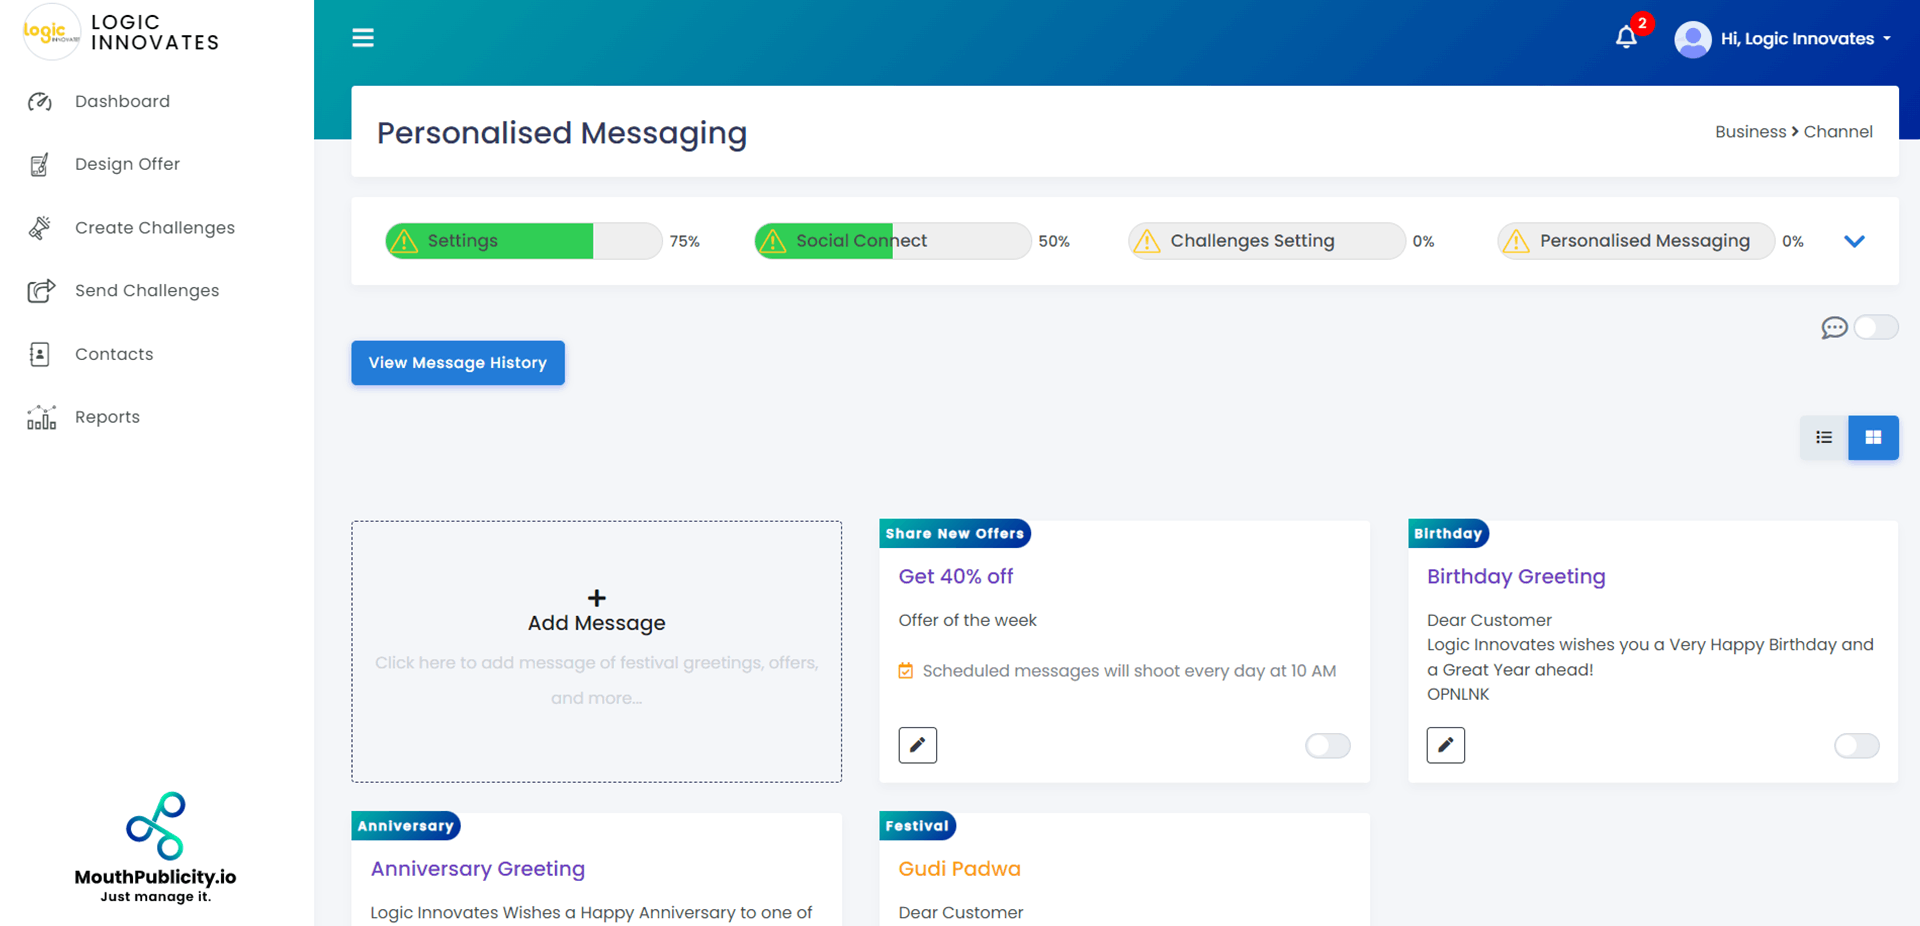 logic
INNOVATES
LOGIC
INNOVATES
Dashboard
Design Offer
Create Challenges
Send Challenges
Contacts
Reports
MouthPublicity.io
Just manage it.
2
Hi, Logic Innovates
Personalised Messaging
Business > Channel
Settings 75%
Social Connect 50%
Challenges Setting 0%
Personalised Messaging 0%
View Message History
+
Add Message
Click here to add message of festival greetings, offers,
and more...
Share New Offers
Get 40% off
Offer of the week
Scheduled messages will shoot every day at 10 AM
Birthday
Birthday Greeting
Dear Customer
Logic Innovates wishes you a Very Happy Birthday and
a Great Year ahead!
OPNLNK
Anniversary
Anniversary Greeting
Logic Innovates Wishes a Happy Anniversary to one of
Festival
Gudi Padwa
Dear Customer